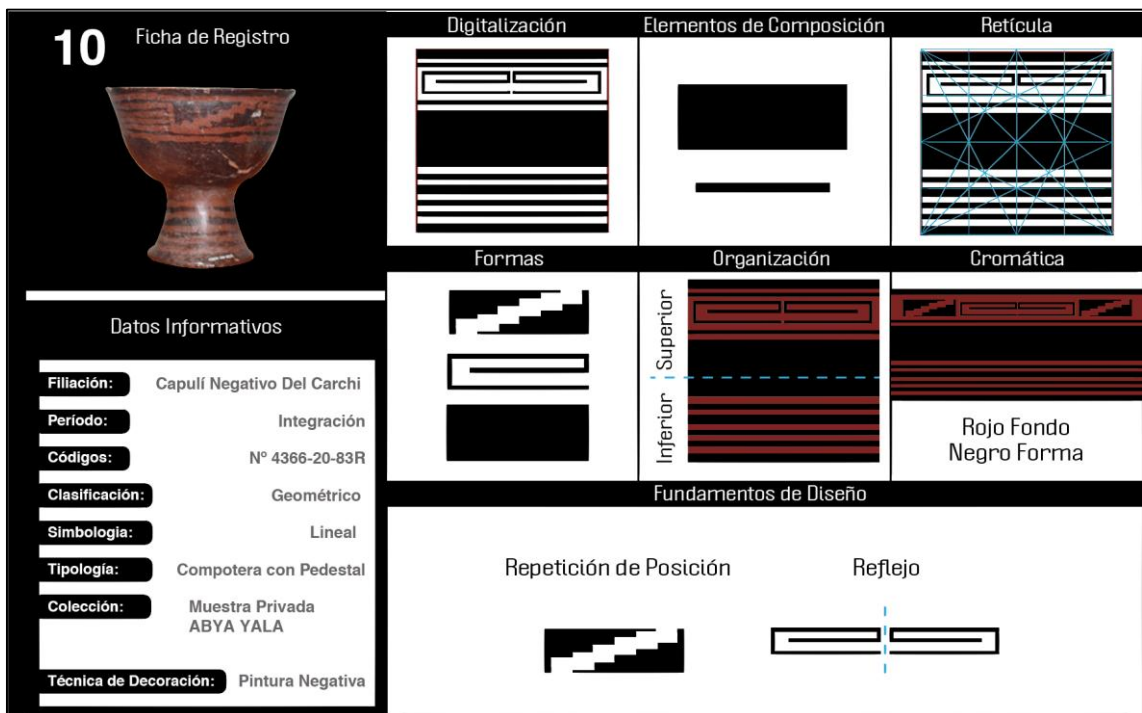 10
Ficha de Registro
Datos Informativos
Filiación: Capulí Negativo Del Carchi
Período: Integración
Códigos: Nº 4366-20-83R
Clasificación: Geométrico
Simbologia: Lineal
Tipología: Compotera con Pedestal
Colección: Muestra Privada
ABYA YALA
Técnica de Decoración: Pintura Negativa
Digitalización
Elementos de Composición
Retícula
Formas
Organización
Superior
Inferior
Cromática
Rojo Fondo
Negro Forma
Fundamentos de Diseño
Repetición de Posición
Reflejo